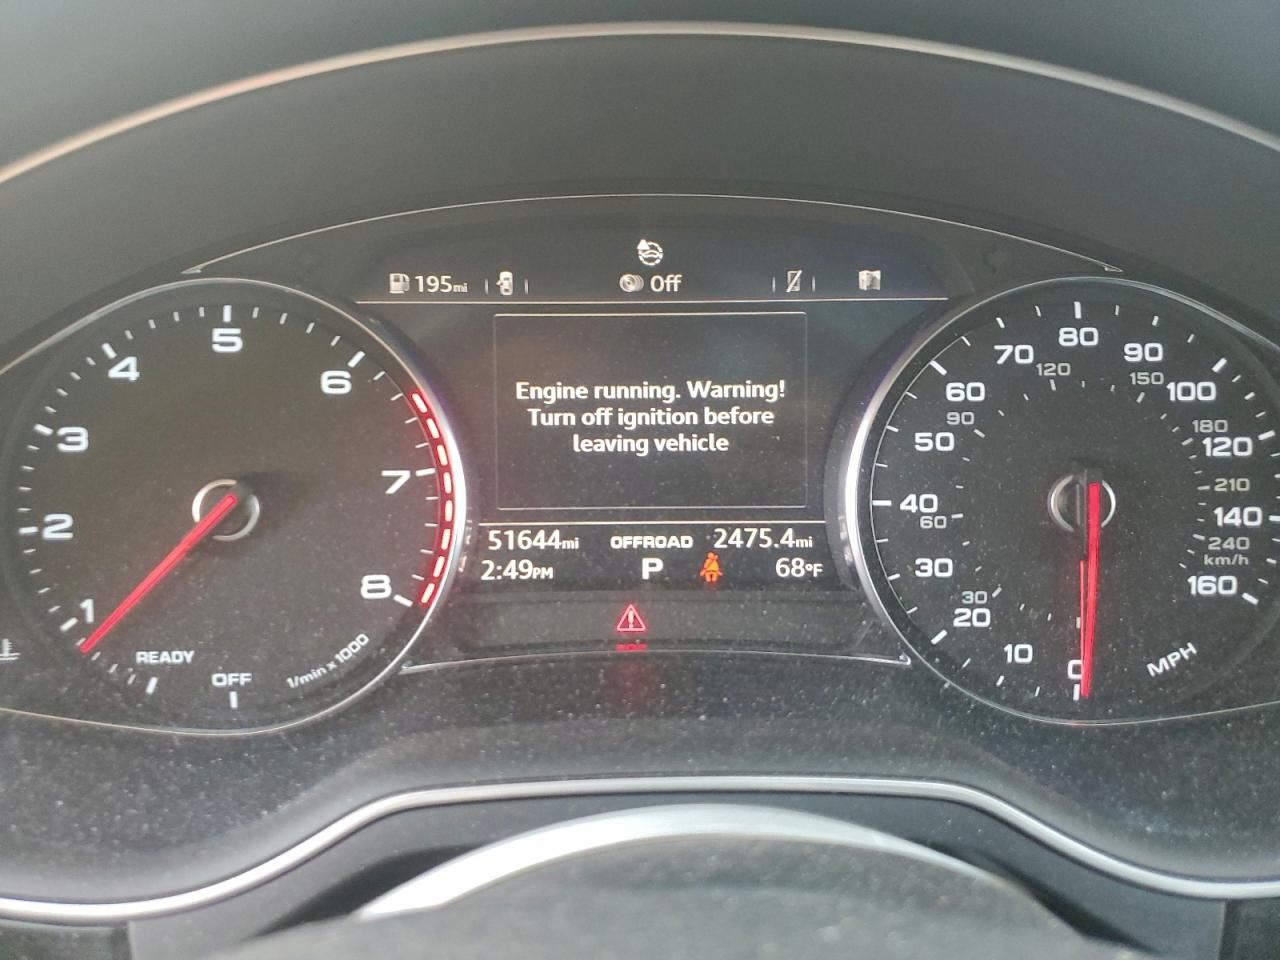 195mi
Off
Engine running. Warning!
Turn off ignition before
leaving vehicle
51644mi OFFROAD 2475.4mi
2:49PM P 68°F
1
2
3
4
5
6
7
8
READY
OFF
1/min x 1000
0
10
20
30
40
50
60
70
80
90
100
120
140
160
MPH
30
60
90
120
150
180
210
240
km/h